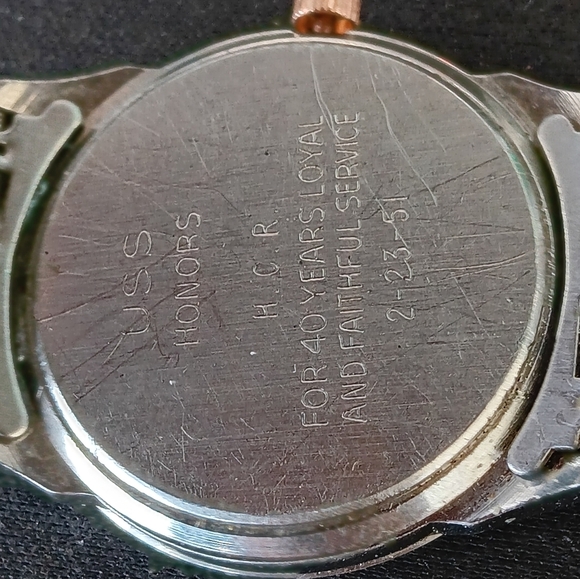 USS
HONORS
H.C.R.
FOR 40 YEARS LOYAL
AND FAITHFUL SERVICE
2-23-51